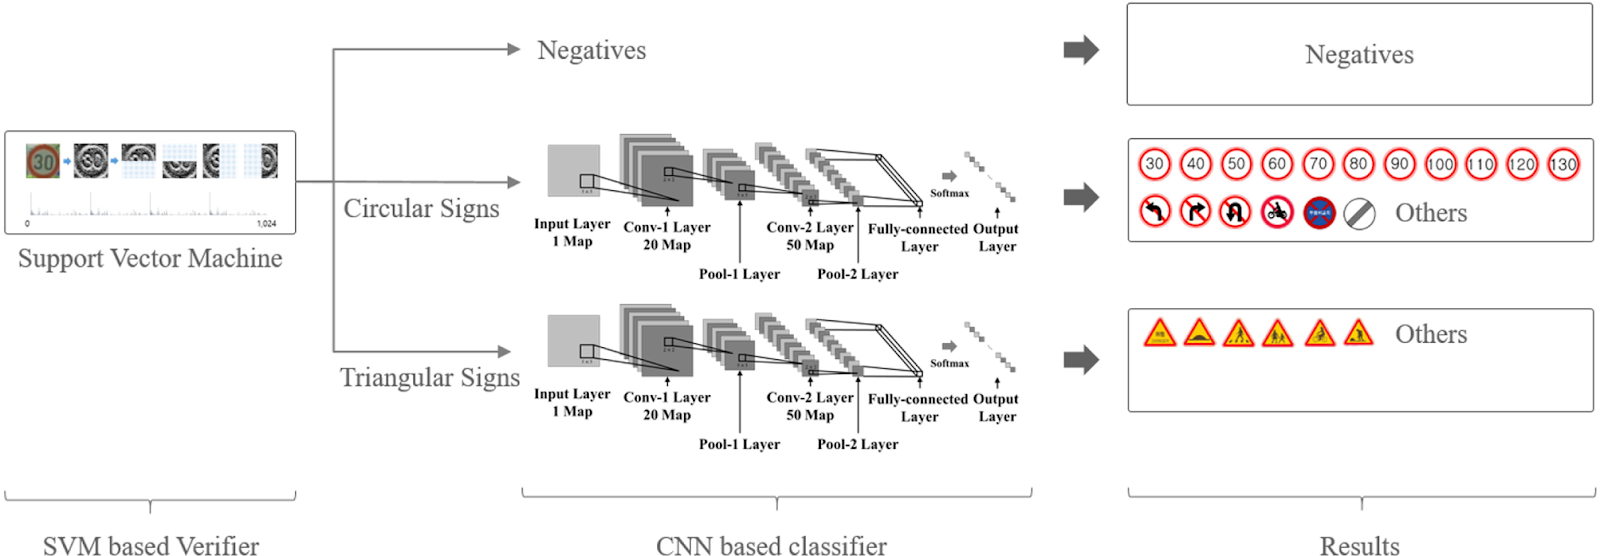 Negatives
Negatives
30
30
0
1,024
Support Vector Machine
Circular Signs
Input Layer
1 Map
Conv-1 Layer
20 Map
Pool-1 Layer
Conv-2 Layer
50 Map
Pool-2 Layer
Fully-connected
Layer
Softmax
Output
Layer
30 40 50 60 70 80 90 100 110 120 130
Others
Triangular Signs
Input Layer
1 Map
Conv-1 Layer
20 Map
Pool-1 Layer
Conv-2 Layer
50 Map
Pool-2 Layer
Fully-connected
Layer
Softmax
Output
Layer
Others
SVM based Verifier
CNN based classifier
Results